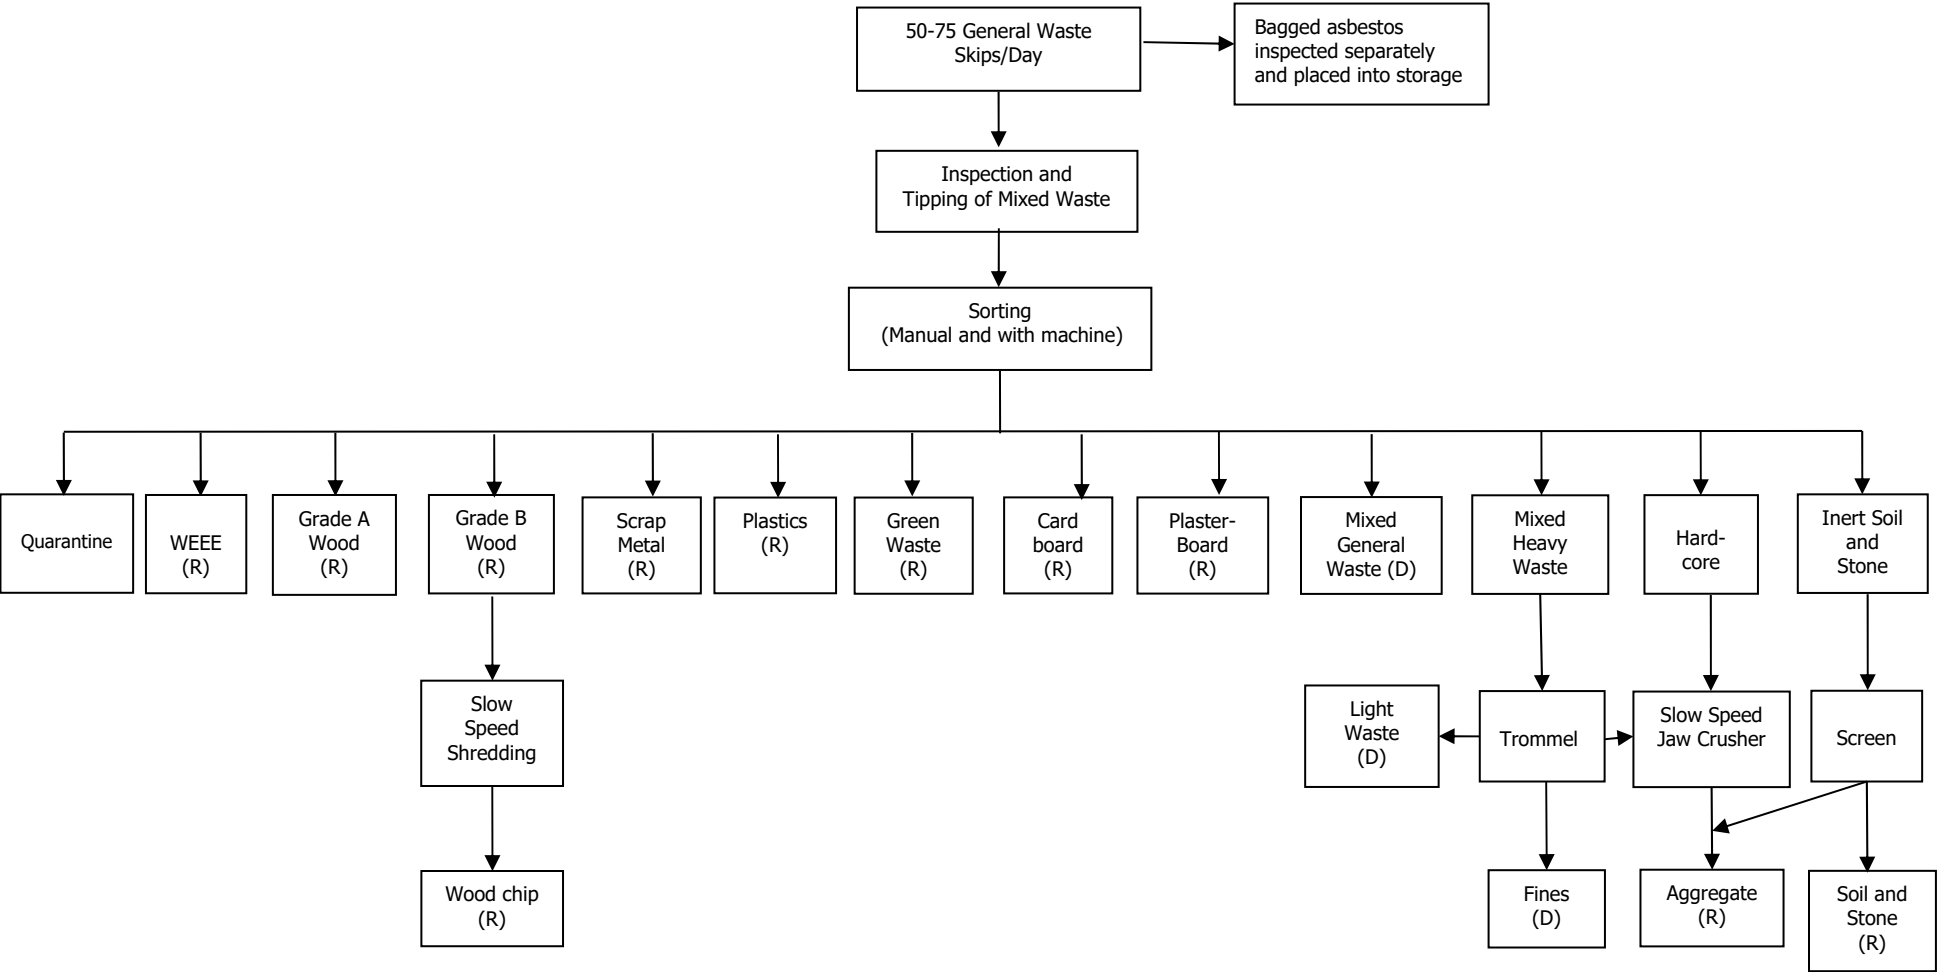 50-75 General Waste
Skips/Day
Bagged asbestos
inspected separately
and placed into storage
Inspection and
Tipping of Mixed Waste
Sorting
(Manual and with machine)
Quarantine
WEEE
(R)
Grade A
Wood
(R)
Grade B
Wood
(R)
Scrap
Metal
(R)
Plastics
(R)
Green
Waste
(R)
Card
board
(R)
Plaster-
Board
(R)
Mixed
General
Waste (D)
Mixed
Heavy
Waste
Hard-
core
Inert Soil
and
Stone
Slow
Speed
Shredding
Light
Waste
(D)
Trommel
Slow Speed
Jaw Crusher
Screen
Wood chip
(R)
Fines
(D)
Aggregate
(R)
Soil and
Stone
(R)